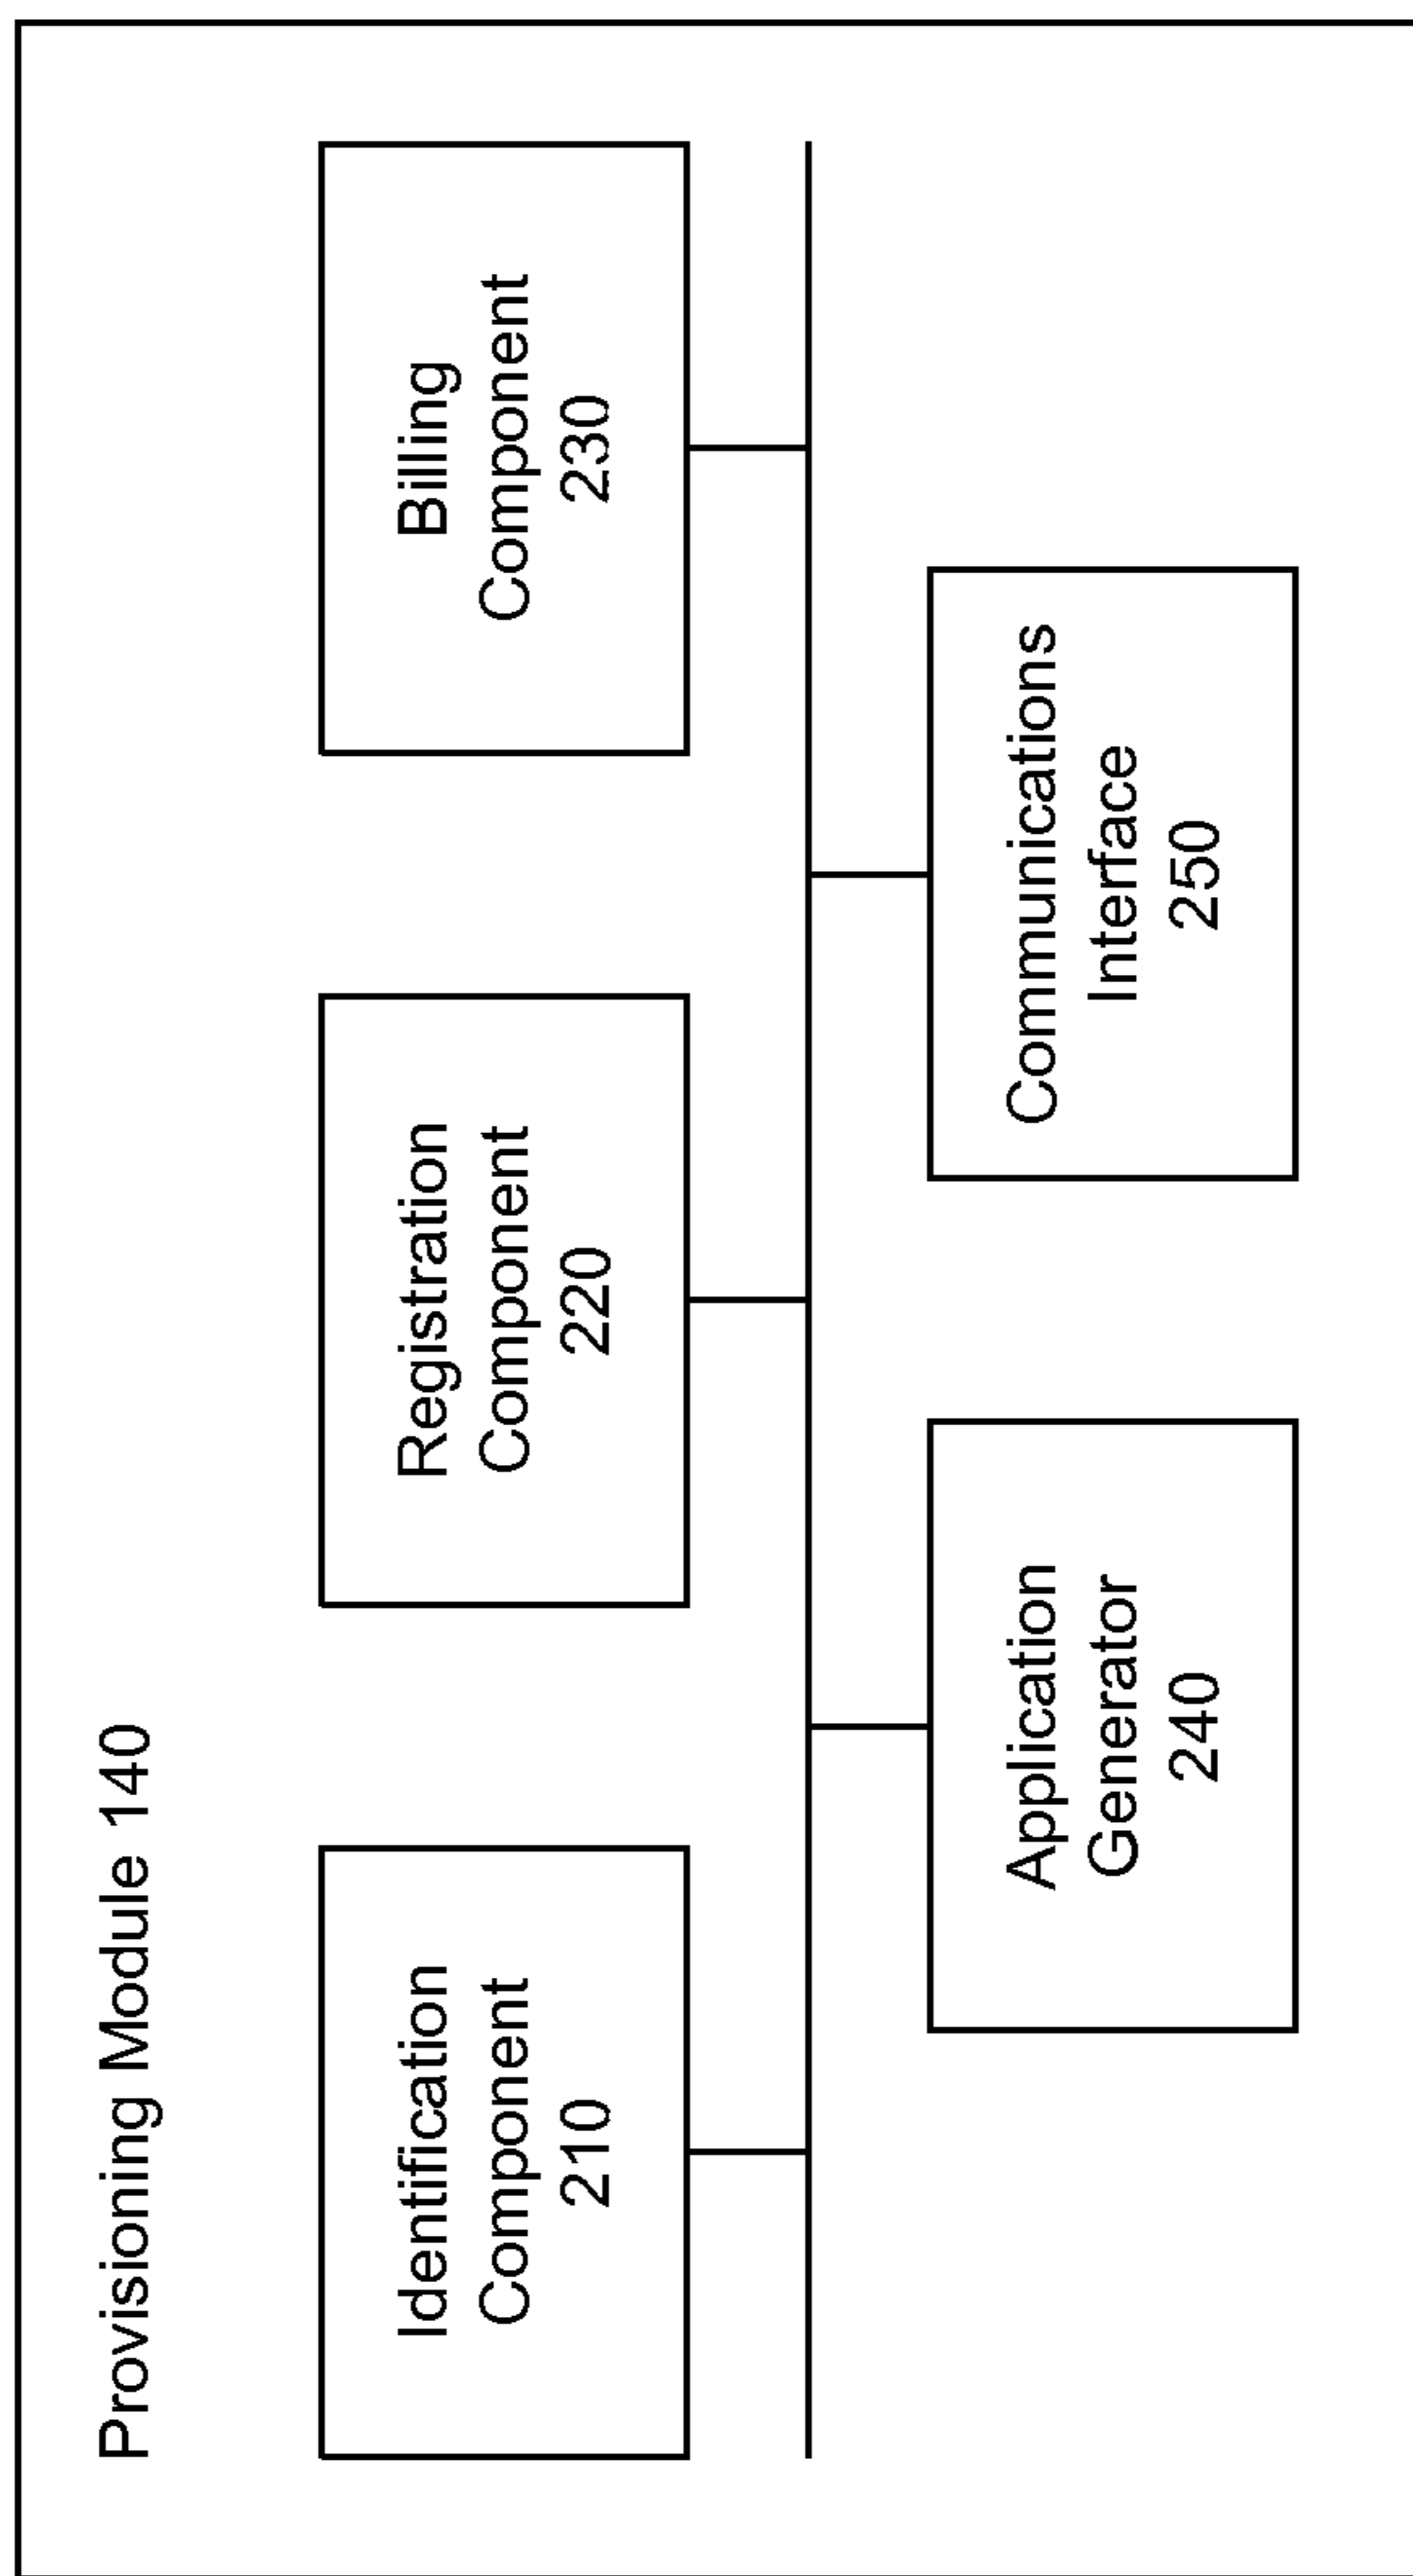 Provisioning Module 140
Identification
Component
210
Registration
Component
220
Billing
Component
230
Application
Generator
240
Communications
Interface
250